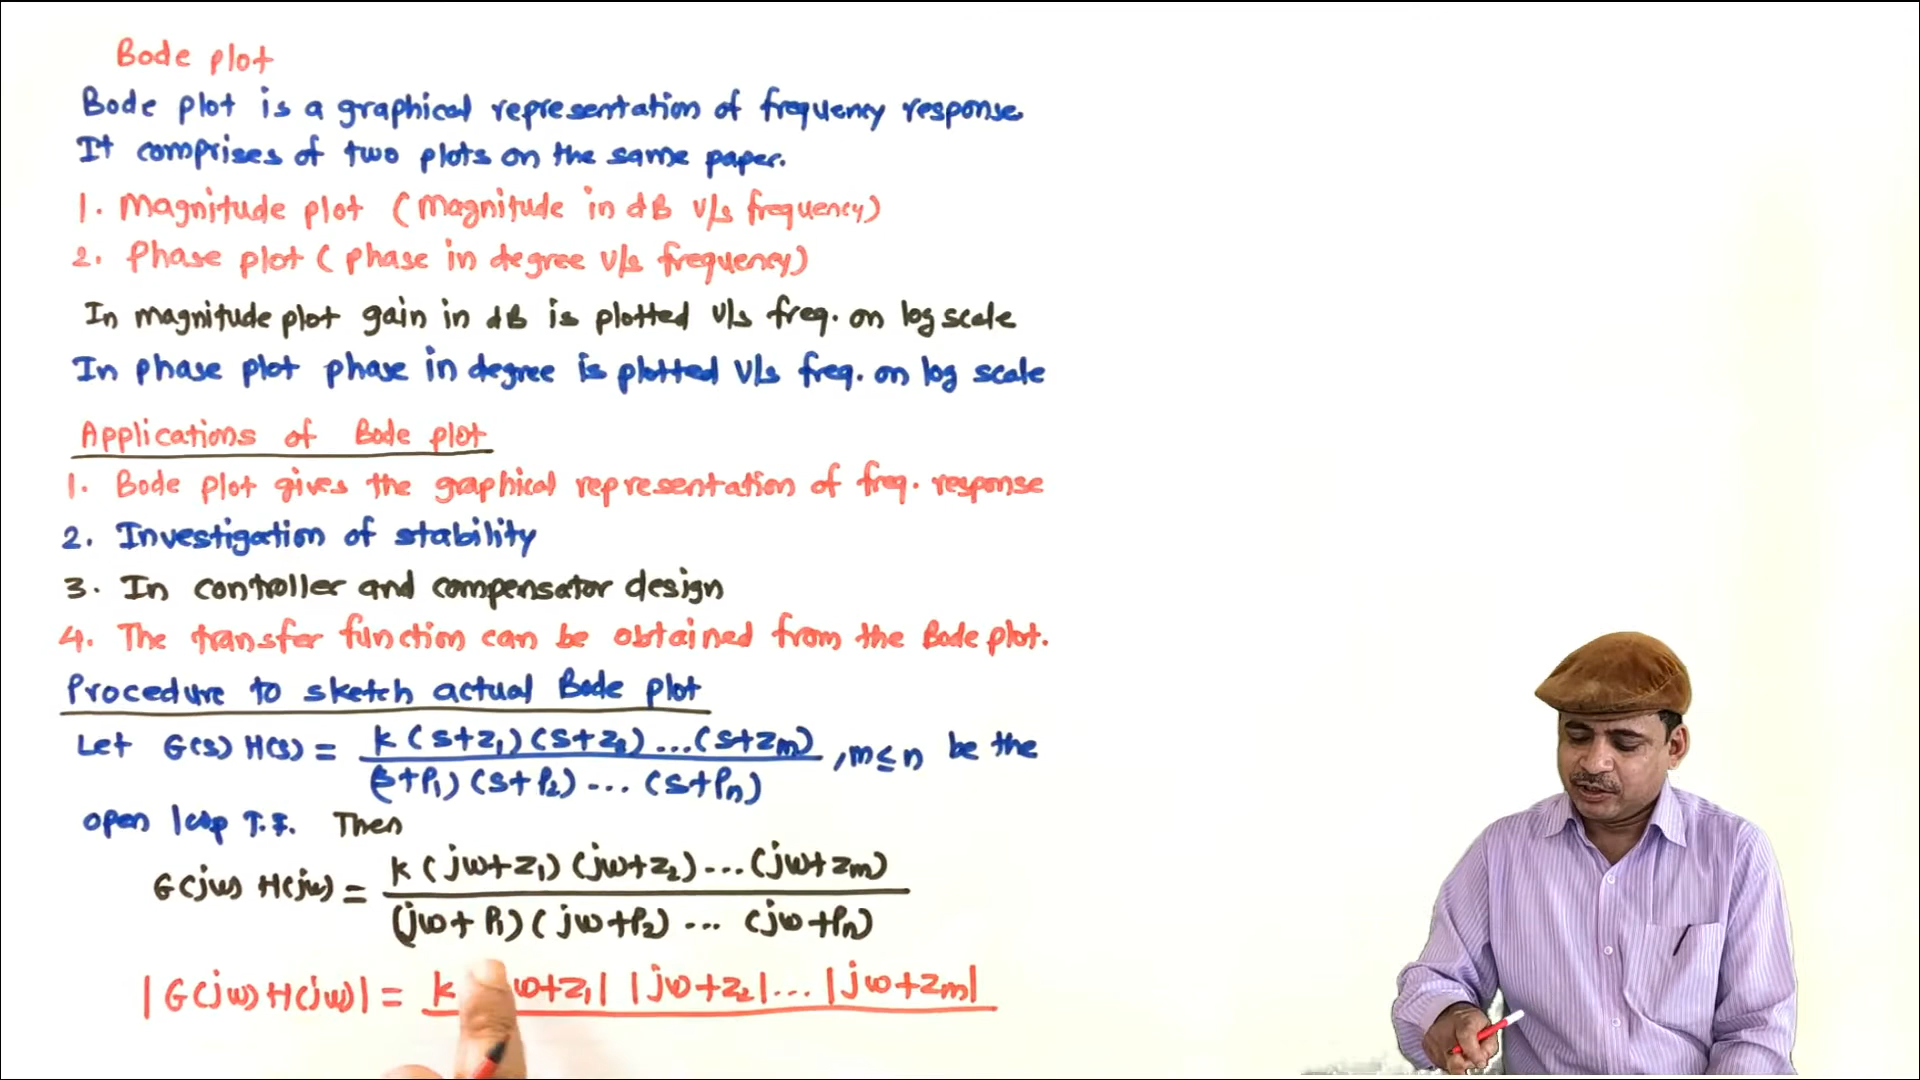 Bode plot
Bode plot is a graphical representation of frequency response
It comprises of two plots on the same paper.
1. Magnitude plot (Magnitude in dB v/s frequency)
2. Phase plot (phase in degree v/s frequency)
In magnitude plot gain in dB is plotted v/s freq. on log scale
In phase plot phase in degree is plotted v/s freq. on log scale
Applications of Bode plot
1. Bode plot gives the graphical representation of freq. response
2. Investigation of stability
3. In controller and compensator design
4. The transfer function can be obtained from the Bode plot.
Procedure to sketch actual Bode plot
Let G(s) H(s) = k(s+z₁)(s+z₂)...(s+zm) , m≤n be the
(s+P₁)(s+P₂)...(s+Pn)
open loop T.F. Then
G(jω) H(jω) = k(jω+z₁)(jω+z₂)...(jω+zm)
(jω+P₁)(jω+P₂)...(jω+Pn)
|G(jω)H(jω)| = k ω+z₁| |jω+z₂|...|jω+zm|